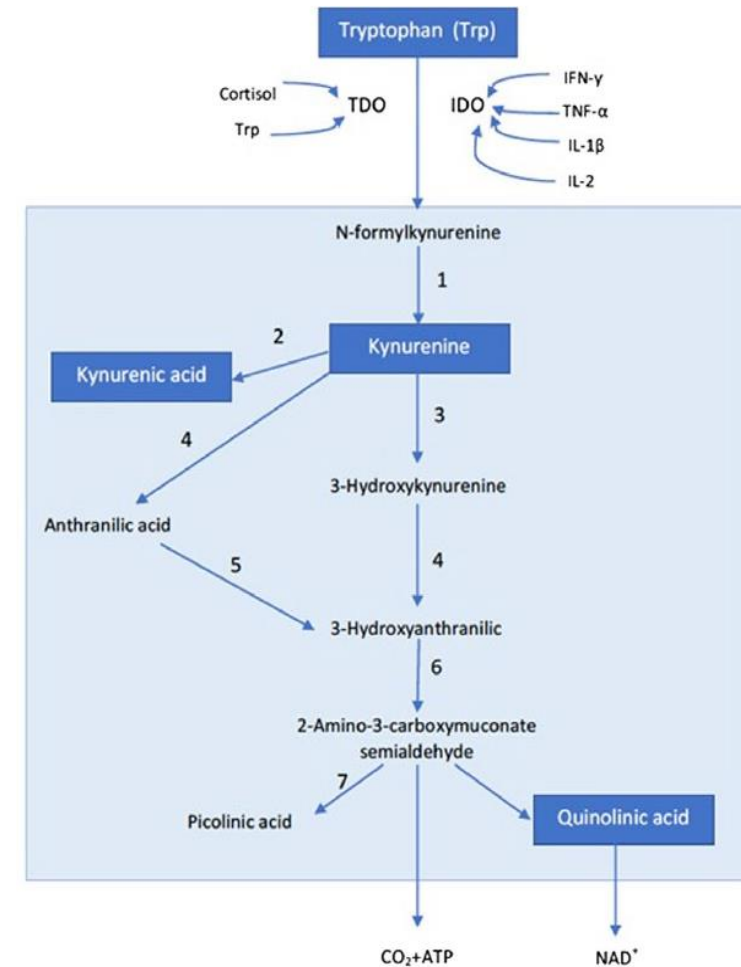 Tryptophan (Trp)
Cortisol
Trp
TDO
IDO
IFN-γ
TNF-α
IL-1β
IL-2
N-formylkynurenine
1
2
Kynurenine
Kynurenic acid
3
4
3-Hydroxykynurenine
Anthranilic acid
5
4
3-Hydroxyanthranilic
6
2-Amino-3-carboxymuconate
semialdehyde
7
Picolinic acid
Quinolinic acid
CO₂+ATP
NAD⁺